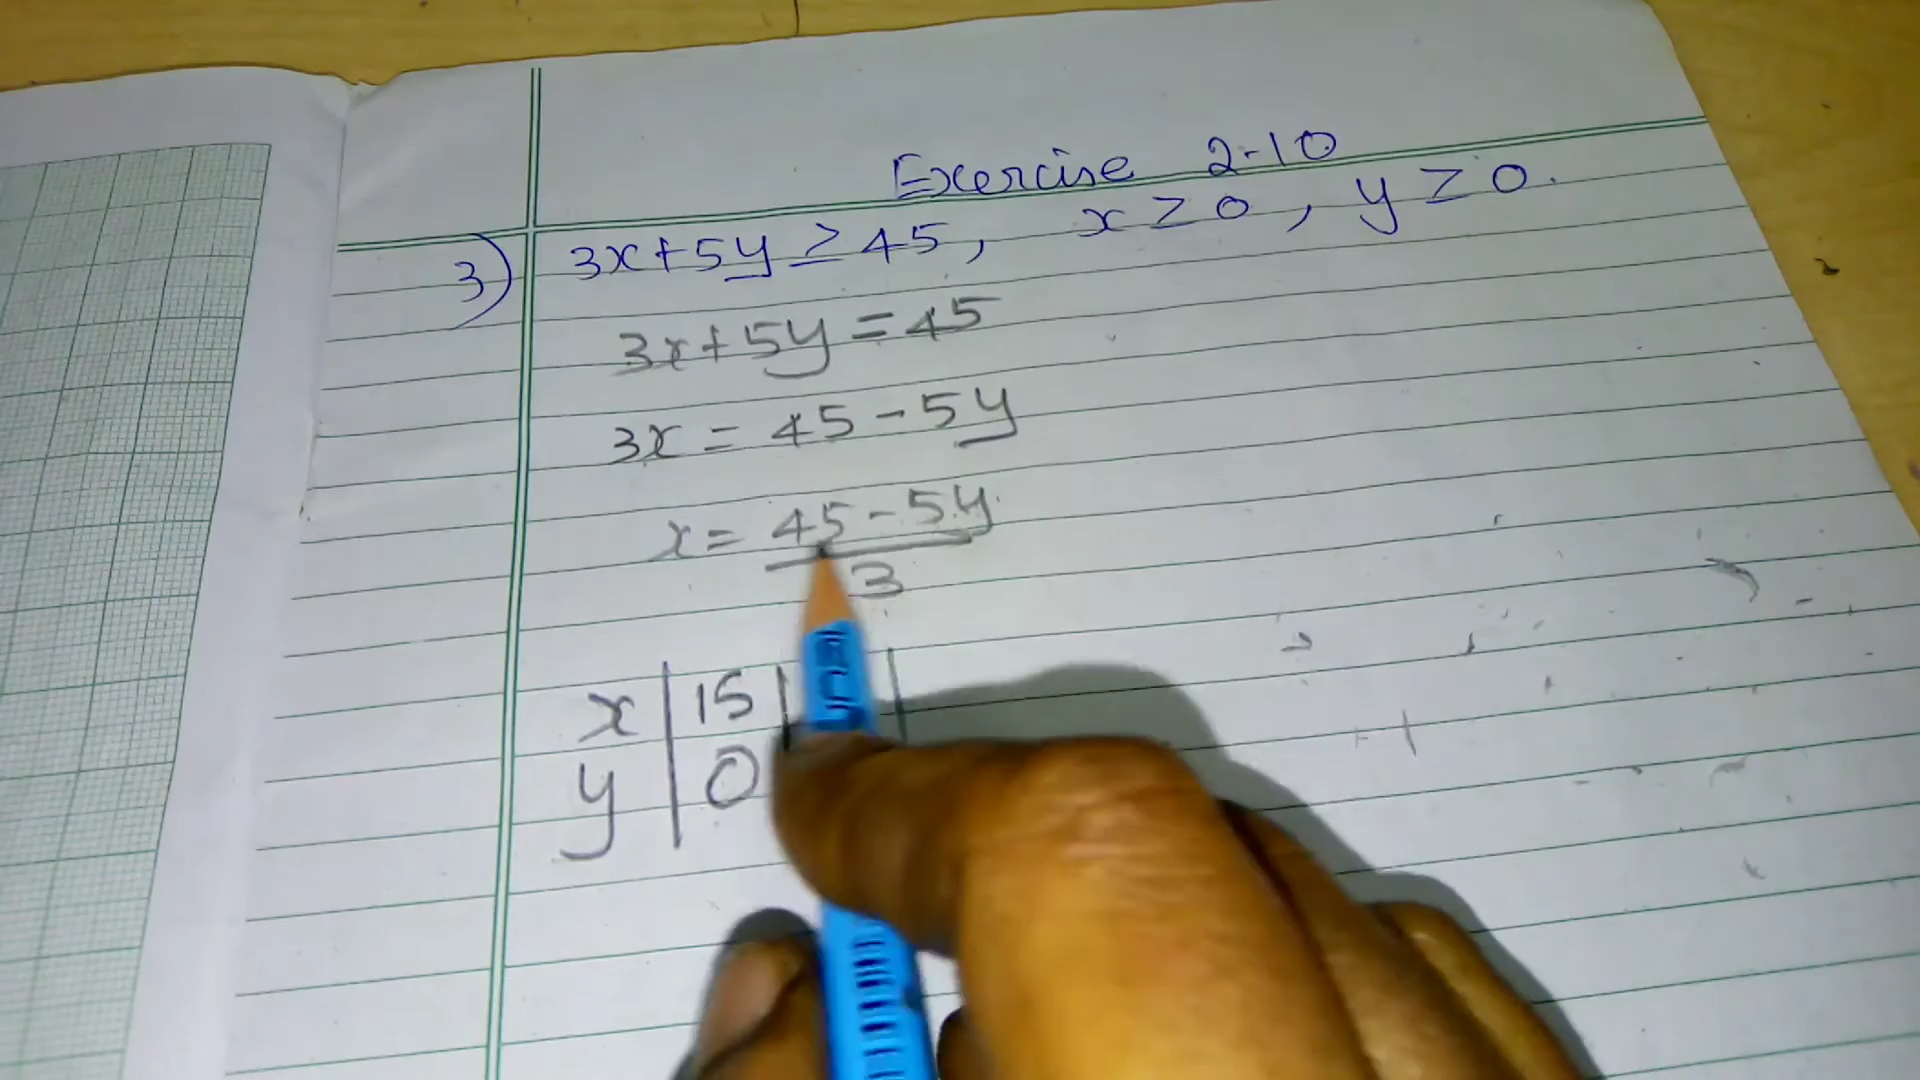 Exercise 2.10
3) 3x+5y ≥ 45, x ≥ 0, y ≥ 0.
3x+5y=45
3x = 45 - 5y
x = 45 - 5y
3
x | 15 |
y | 0